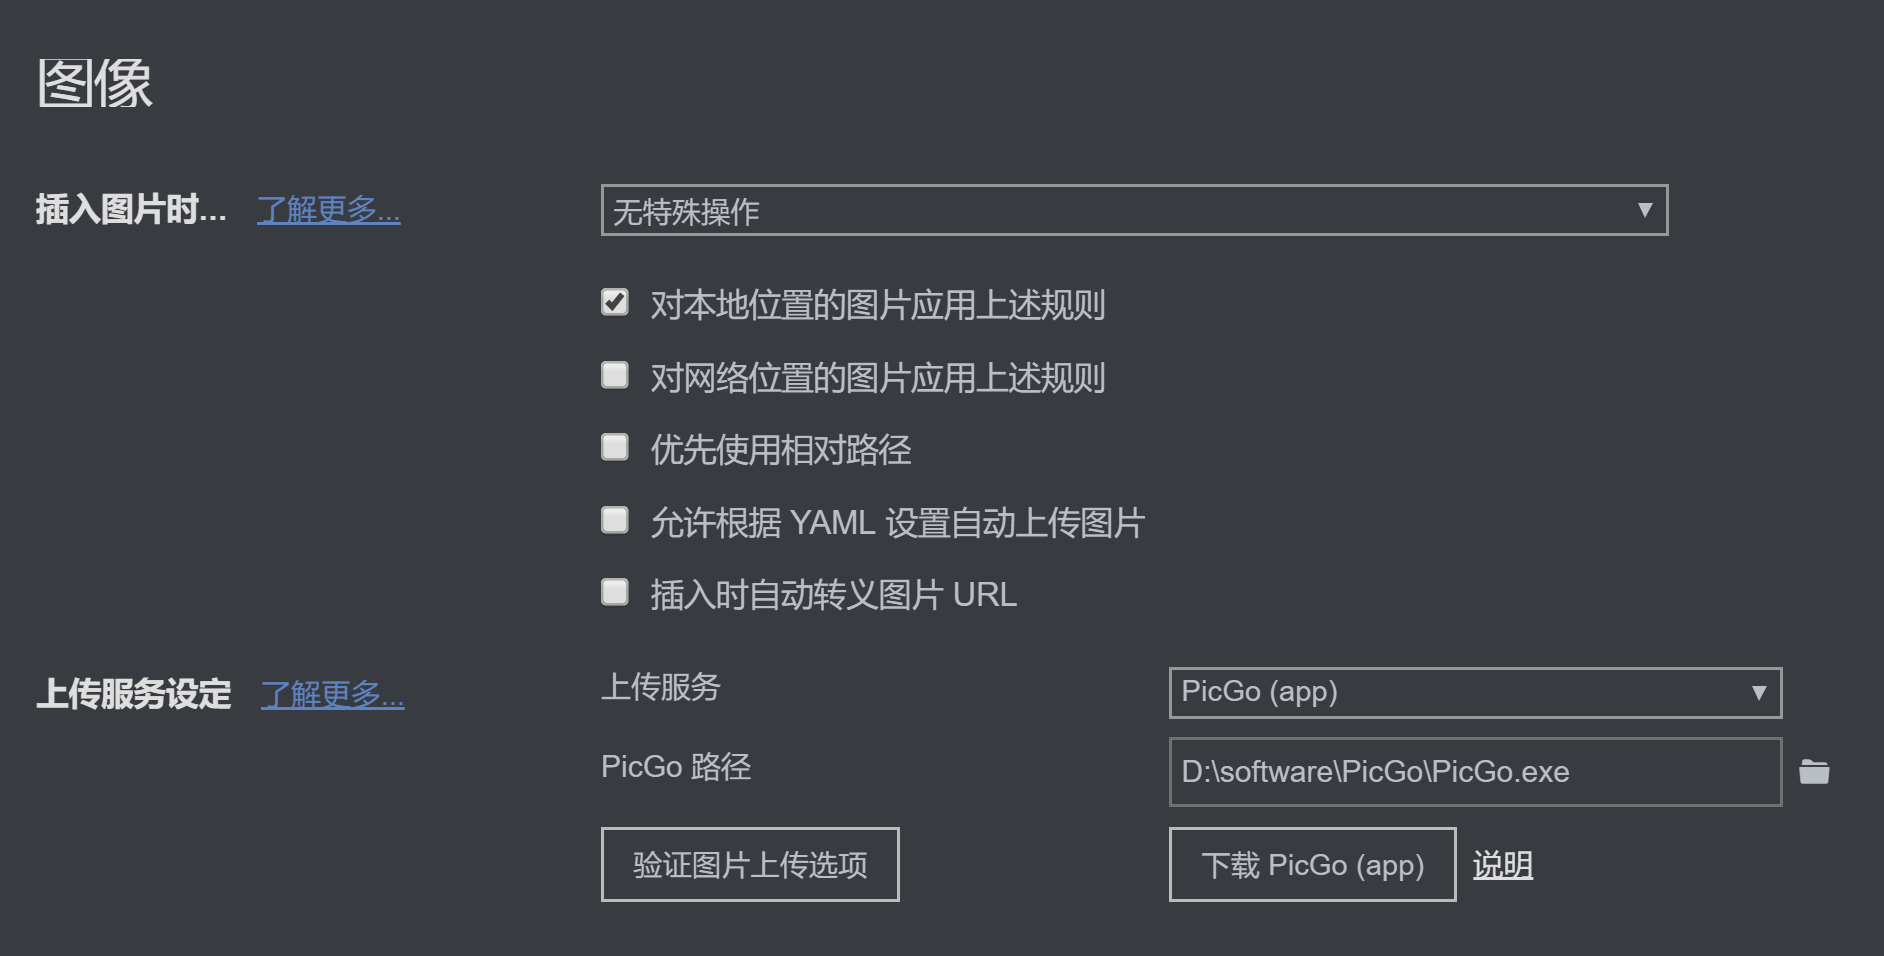 图像
插入图片时... 了解更多... 无特殊操作
对本地位置的图片应用上述规则
对网络位置的图片应用上述规则
优先使用相对路径
允许根据 YAML 设置自动上传图片
插入时自动转义图片 URL
上传服务设定 了解更多... 上传服务 PicGo (app)
PicGo 路径 D:\software\PicGo\PicGo.exe
验证图片上传选项 下载 PicGo (app) 说明